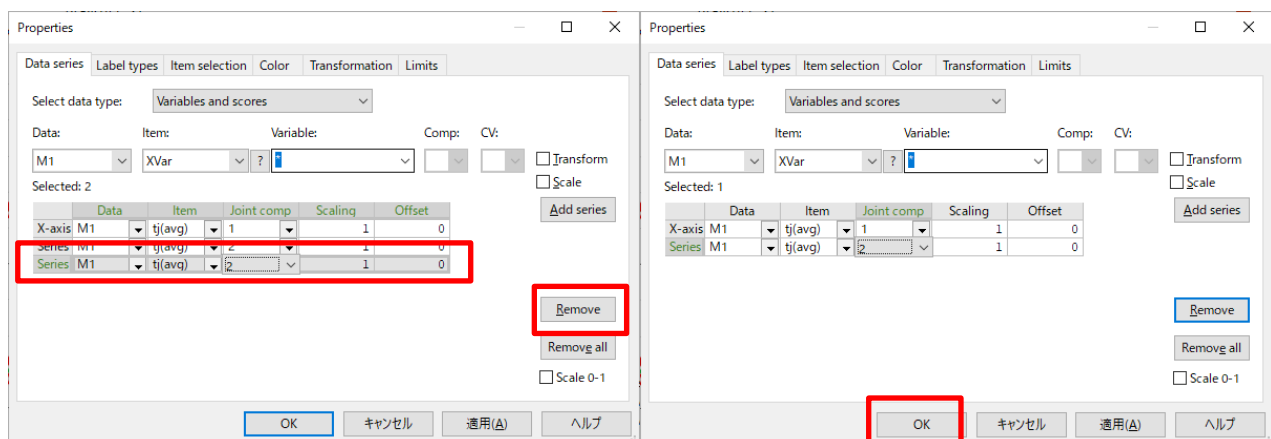 Properties
Data series Label types Item selection Color Transformation Limits
Select data type: Variables and scores
Data: Item: Variable: Comp: CV:
M1 XVar ? * Transform
Selected: 2 Scale
Add series
Data Item Joint comp Scaling Offset
X-axis M1 tj(avg) 1 1 0
Series M1 tj(avg) 2 1 0
Series M1 tj(avg) 2 1 0
Remove
Remove all
Scale 0-1
OK キャンセル 適用(A) ヘルプ
Properties
Data series Label types Item selection Color Transformation Limits
Select data type: Variables and scores
Data: Item: Variable: Comp: CV:
M1 XVar ? * Transform
Selected: 1 Scale
Add series
Data Item Joint comp Scaling Offset
X-axis M1 tj(avg) 1 1 0
Series M1 tj(avg) 2 1 0
Remove
Remove all
Scale 0-1
OK キャンセル 適用(A) ヘルプ